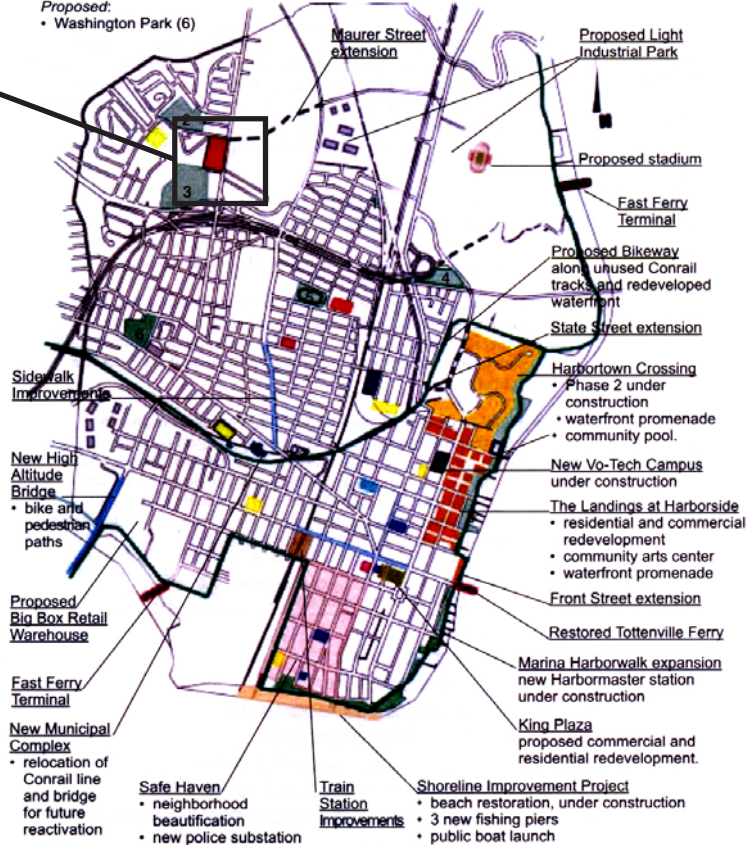 Proposed:
• Washington Park (6)
Maurer Street
extension
Proposed Light
Industrial Park
2
3
Proposed stadium
Fast Ferry
Terminal
4
Proposed Bikeway
along unused Conrail
tracks and redeveloped
waterfront
State Street extension
Sidewalk
Improvements
Harbortown Crossing
• Phase 2 under
construction
• waterfront promenade
• community pool.
New High
Altitude
Bridge
• bike and
pedestrian
paths
New Vo-Tech Campus
under construction
The Landings at Harborside
• residential and commercial
redevelopment
• community arts center
• waterfront promenade
Proposed
Big Box Retail
Warehouse
Front Street extension
Restored Tottenville Ferry
Fast Ferry
Terminal
Marina Harborwalk expansion
new Harbormaster station
under construction
New Municipal
Complex
• relocation of
Conrail line
and bridge
for future
reactivation
King Plaza
proposed commercial and
residential redevelopment.
Safe Haven
• neighborhood
beautification
• new police substation
Train
Station
Improvements
Shoreline Improvement Project
• beach restoration, under construction
• 3 new fishing piers
• public boat launch